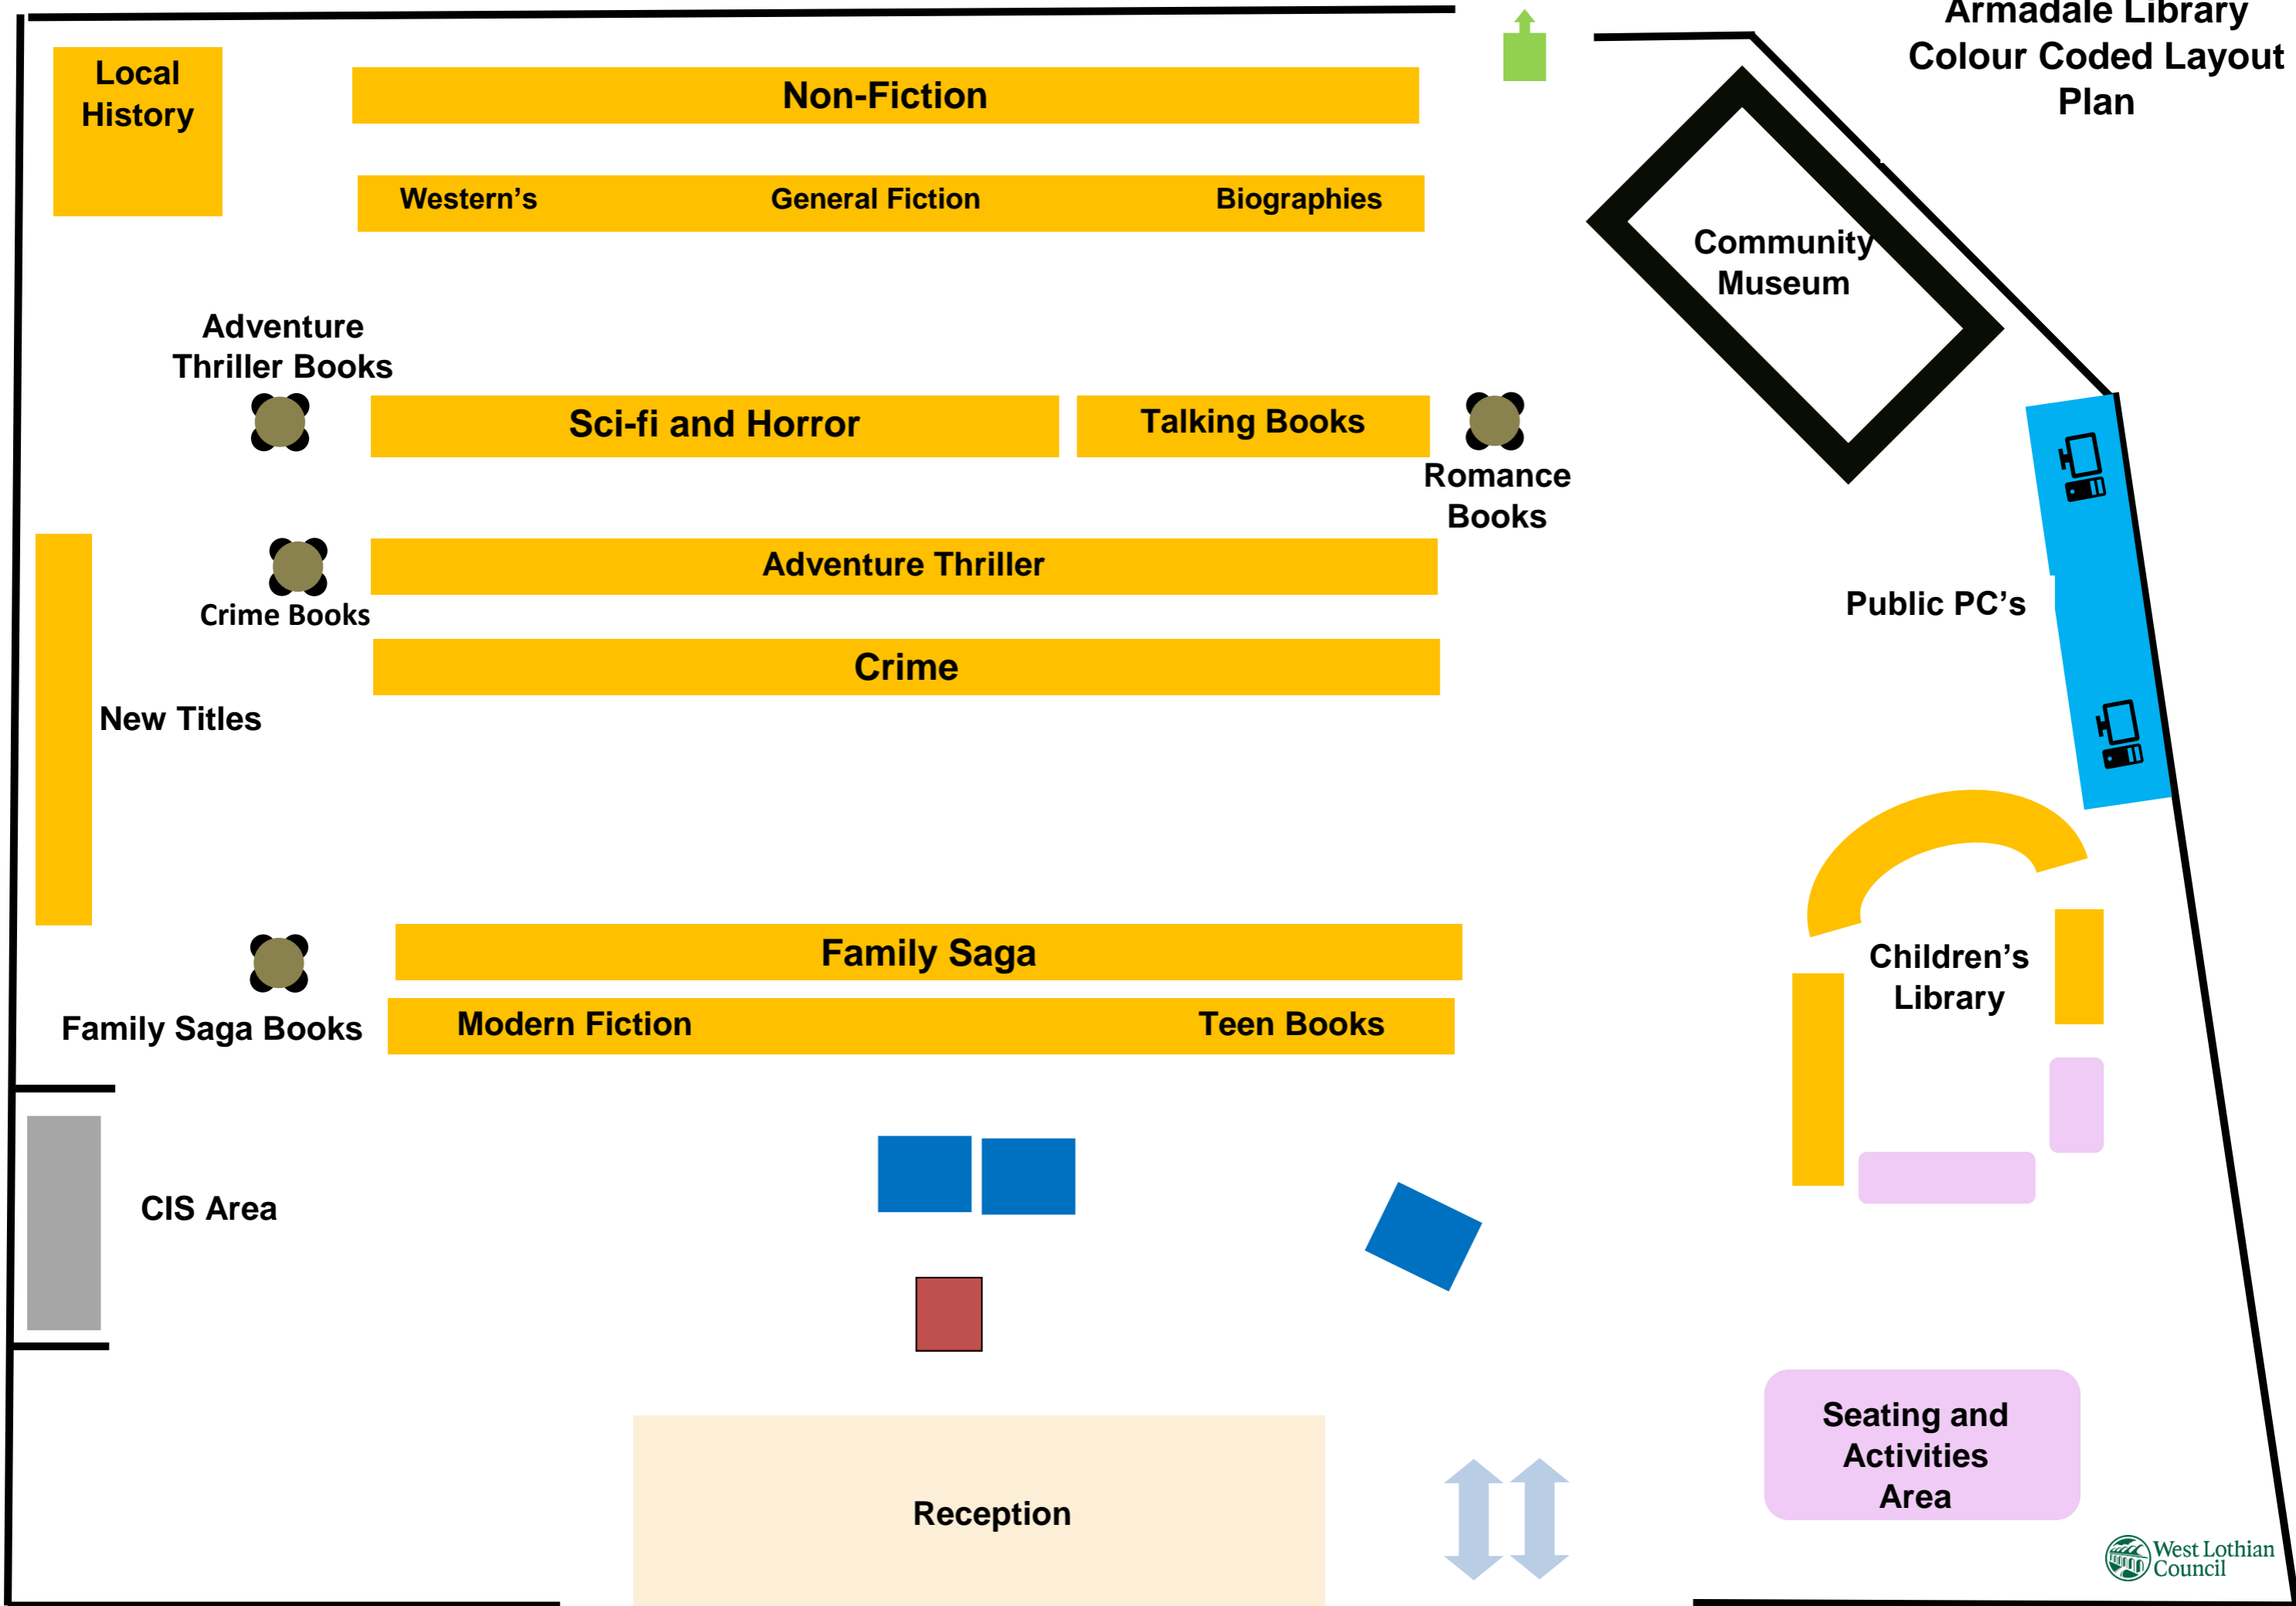 Armadale Library
Colour Coded Layout
Plan
Local
History
Non-Fiction
Western’s
General Fiction
Biographies
Community
Museum
Adventure
Thriller Books
Sci-fi and Horror
Talking Books
Romance
Books
Adventure Thriller
Crime Books
Public PC’s
Crime
New Titles
Family Saga
Children’s
Library
Family Saga Books
Modern Fiction
Teen Books
CIS Area
Seating and
Activities
Area
Reception
West Lothian
Council